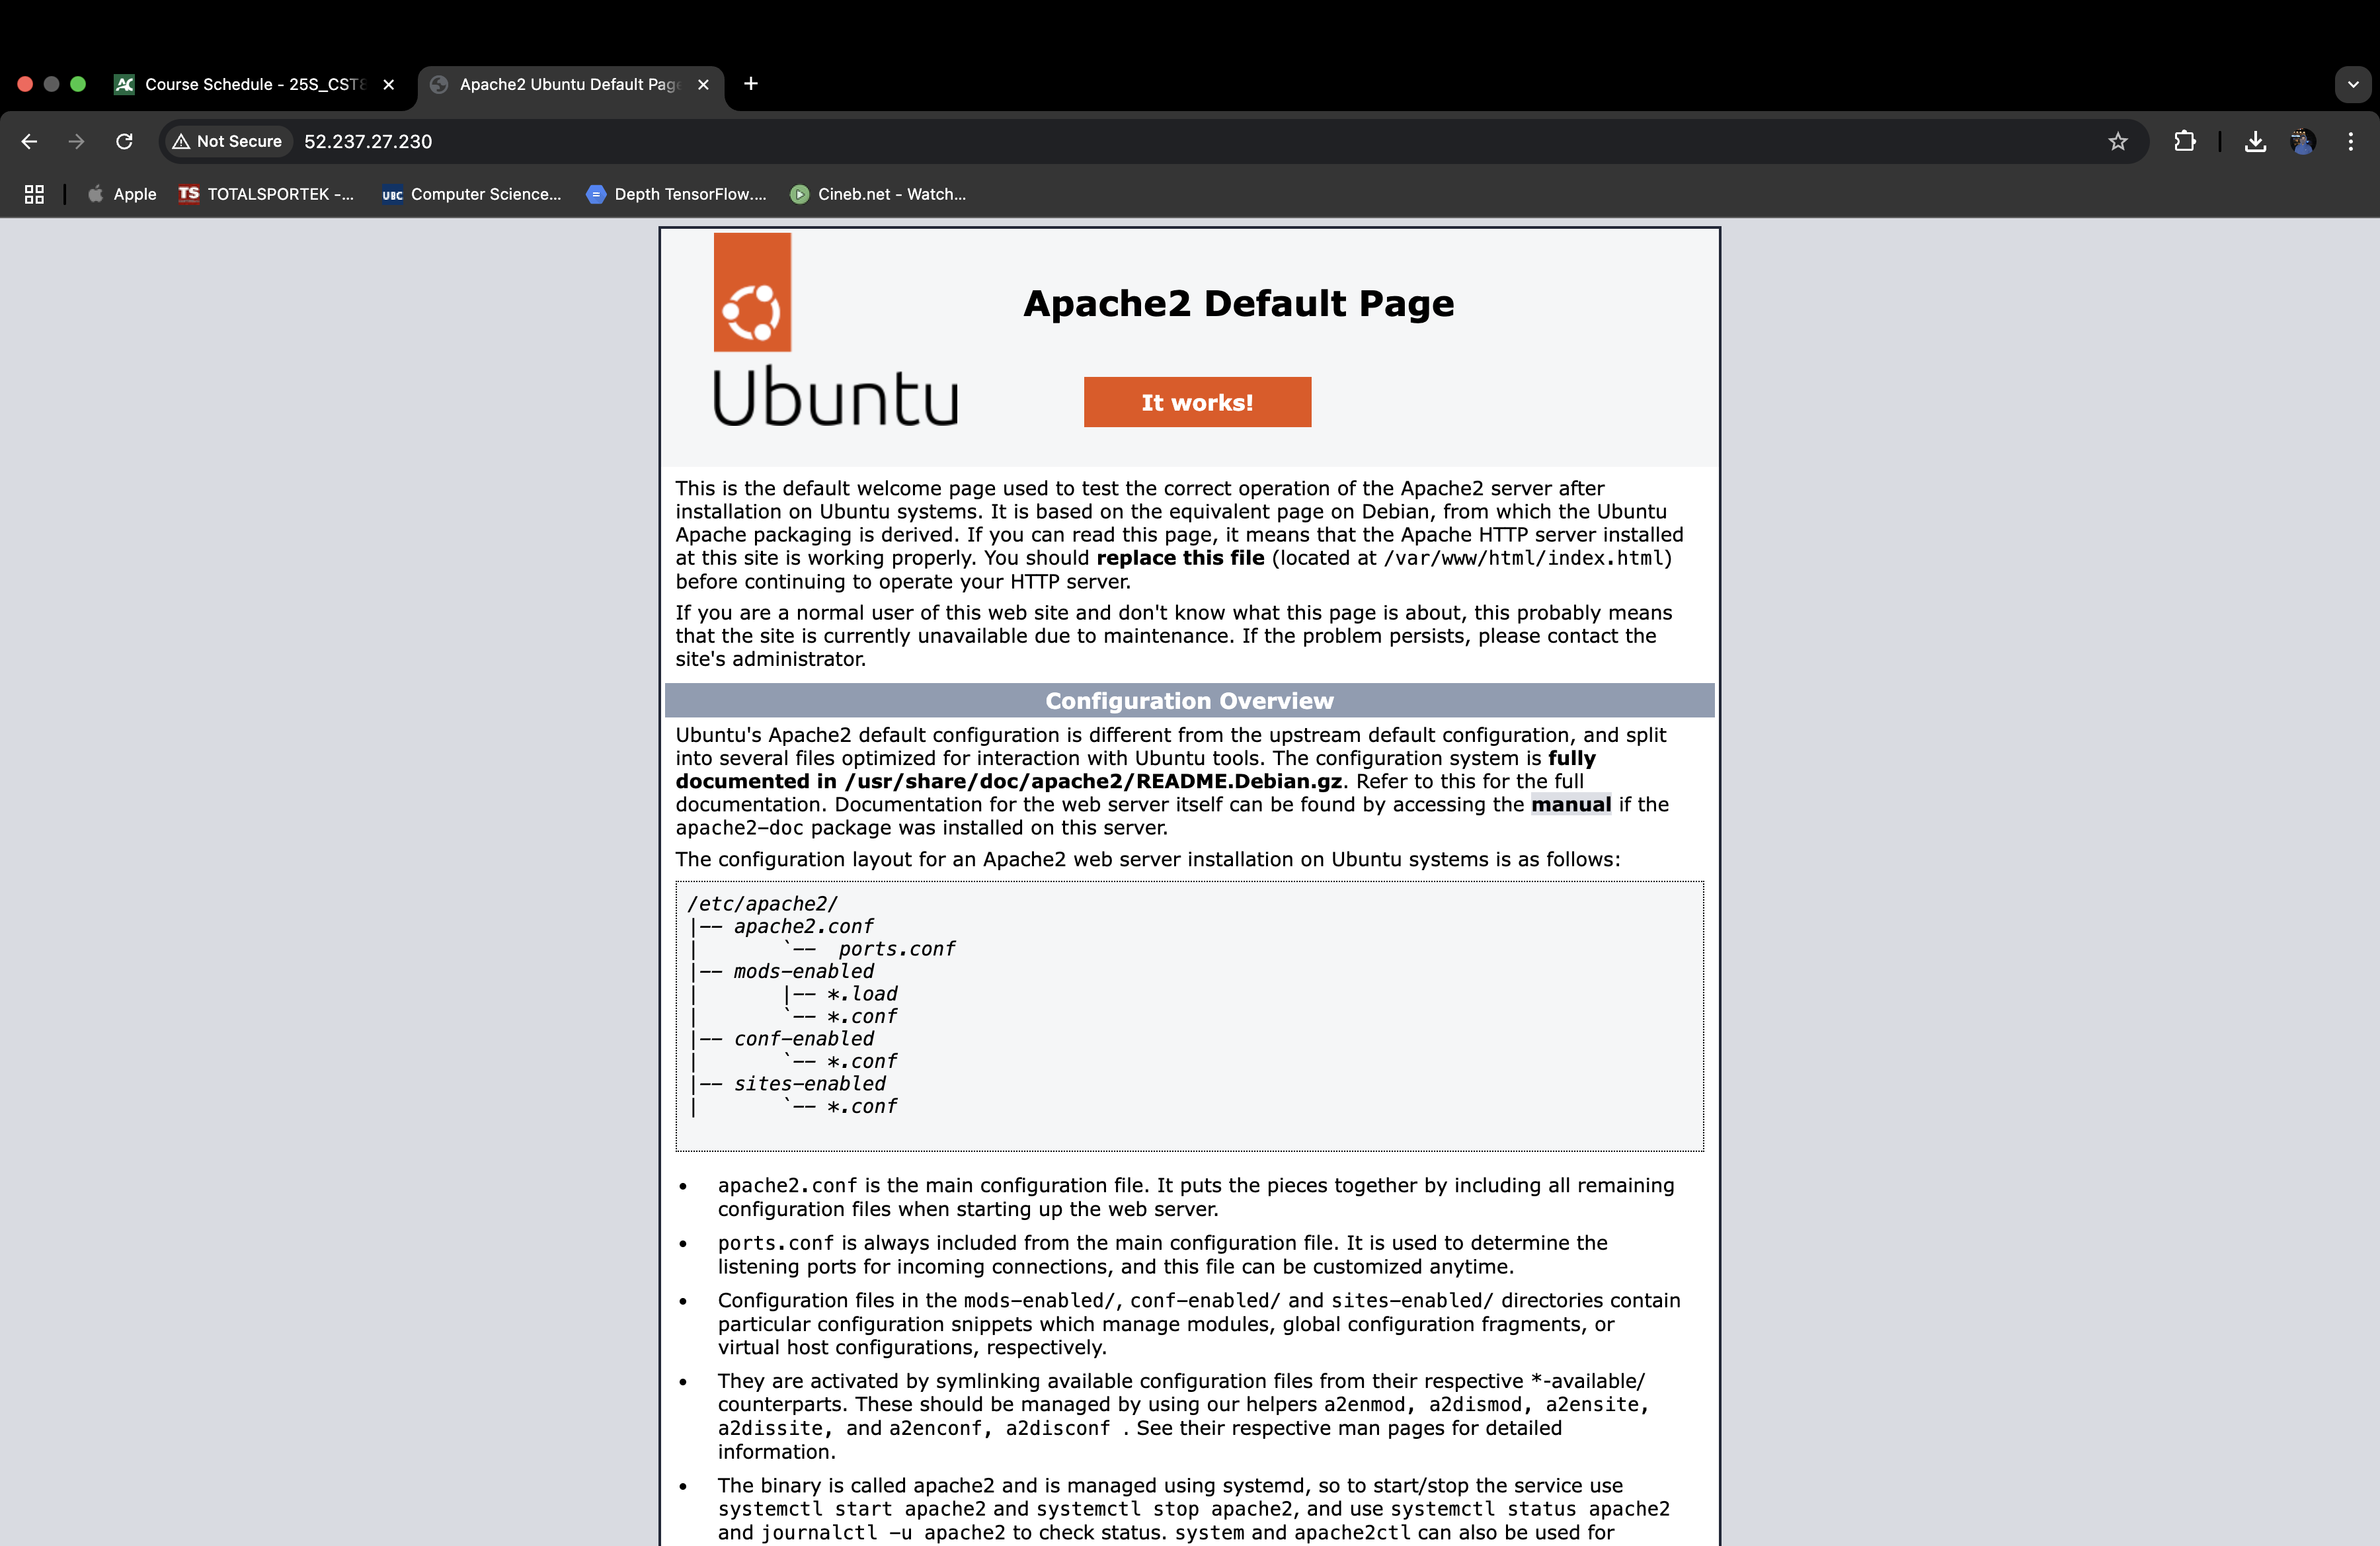 Course Schedule - 25S_CST8
Apache2 Ubuntu Default Page
Not Secure 52.237.27.230
Apple TS TOTALSPORTEK -... UBC Computer Science... Depth TensorFlow.... Cineb.net - Watch...
Apache2 Default Page
Ubuntu
It works!
This is the default welcome page used to test the correct operation of the Apache2 server after
installation on Ubuntu systems. It is based on the equivalent page on Debian, from which the Ubuntu
Apache packaging is derived. If you can read this page, it means that the Apache HTTP server installed
at this site is working properly. You should replace this file (located at /var/www/html/index.html)
before continuing to operate your HTTP server.
If you are a normal user of this web site and don't know what this page is about, this probably means
that the site is currently unavailable due to maintenance. If the problem persists, please contact the
site's administrator.
Configuration Overview
Ubuntu's Apache2 default configuration is different from the upstream default configuration, and split
into several files optimized for interaction with Ubuntu tools. The configuration system is fully
documented in /usr/share/doc/apache2/README.Debian.gz. Refer to this for the full
documentation. Documentation for the web server itself can be found by accessing the manual if the
apache2-doc package was installed on this server.
The configuration layout for an Apache2 web server installation on Ubuntu systems is as follows:
/etc/apache2/
|-- apache2.conf
|       `--  ports.conf
|-- mods-enabled
|       |-- *.load
|       `-- *.conf
|-- conf-enabled
|       `-- *.conf
|-- sites-enabled
|       `-- *.conf
• apache2.conf is the main configuration file. It puts the pieces together by including all remaining
configuration files when starting up the web server.
• ports.conf is always included from the main configuration file. It is used to determine the
listening ports for incoming connections, and this file can be customized anytime.
• Configuration files in the mods-enabled/, conf-enabled/ and sites-enabled/ directories contain
particular configuration snippets which manage modules, global configuration fragments, or
virtual host configurations, respectively.
• They are activated by symlinking available configuration files from their respective *-available/
counterparts. These should be managed by using our helpers a2enmod, a2dismod, a2ensite,
a2dissite, and a2enconf, a2disconf . See their respective man pages for detailed
information.
• The binary is called apache2 and is managed using systemd, so to start/stop the service use
systemctl start apache2 and systemctl stop apache2, and use systemctl status apache2
and journalctl -u apache2 to check status. system and apache2ctl can also be used for